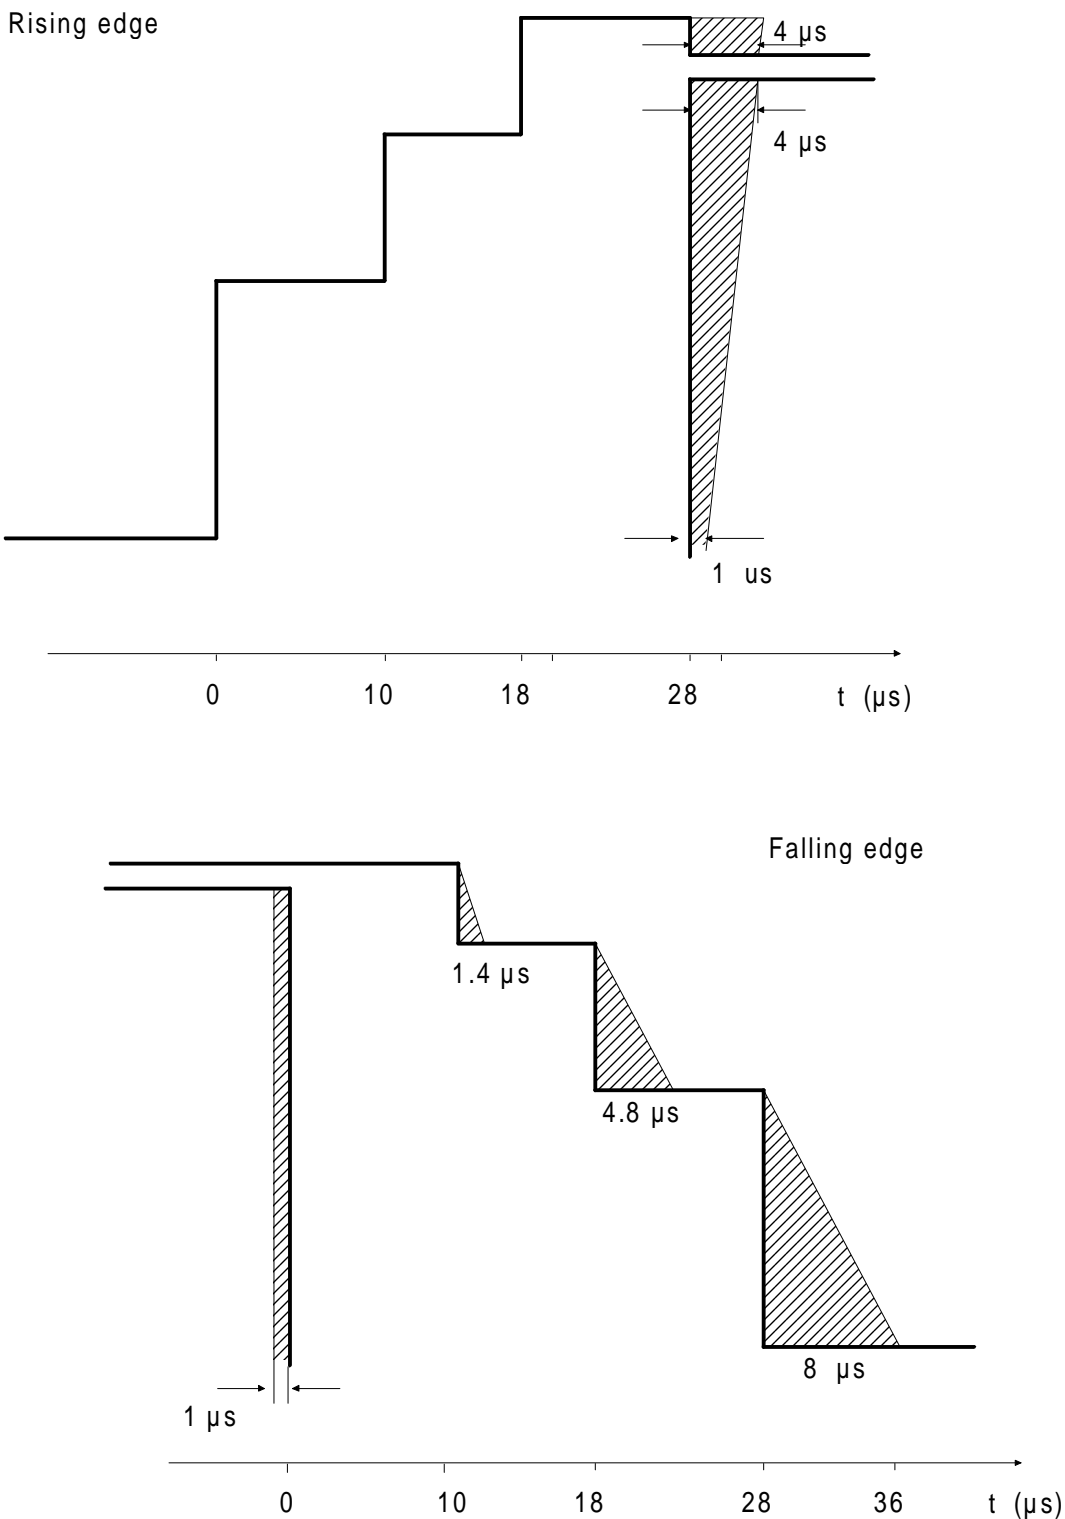 Rising edge
4 µs
4 µs
1 us
0 10 18 28 t (µs)
Falling edge
1.4 µs
4.8 µs
8 µs
1 µs
0 10 18 28 36 t (µs)